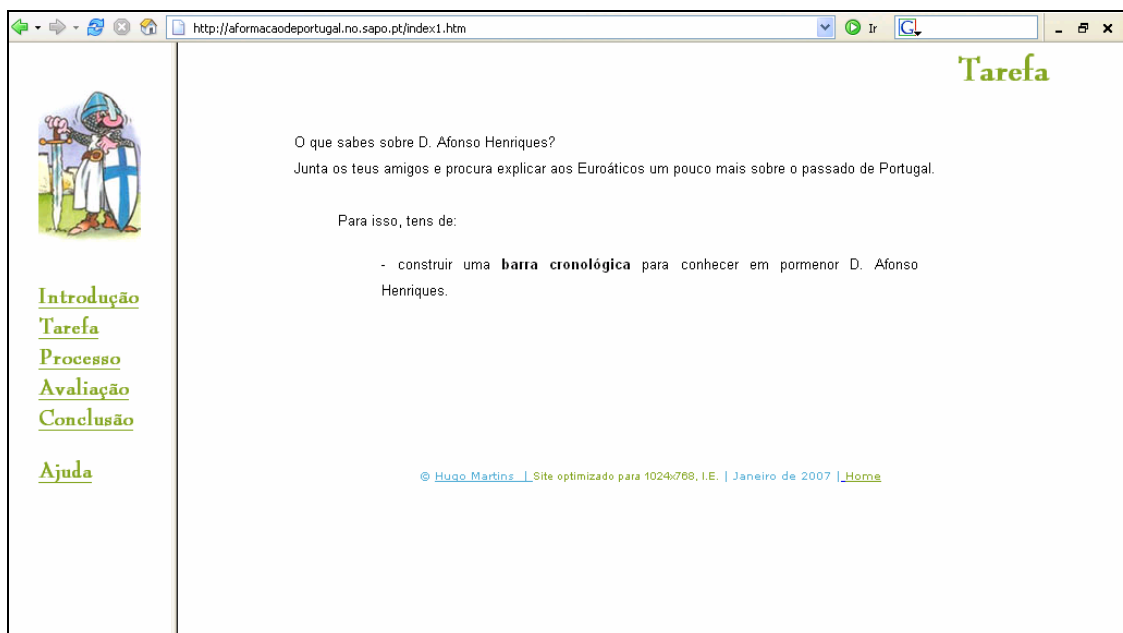 http://aformacaodeportugal.no.sapo.pt/index1.htm
Ir
G
Tarefa
O que sabes sobre D. Afonso Henriques?
Junta os teus amigos e procura explicar aos Euroáticos um pouco mais sobre o passado de Portugal.
Para isso, tens de:
- construir uma barra cronológica para conhecer em pormenor D. Afonso
Henriques.
Introdução
Tarefa
Processo
Avaliação
Conclusão
Ajuda
© Hugo Martins | Site optimizado para 1024x768, I.E. | Janeiro de 2007 | Home